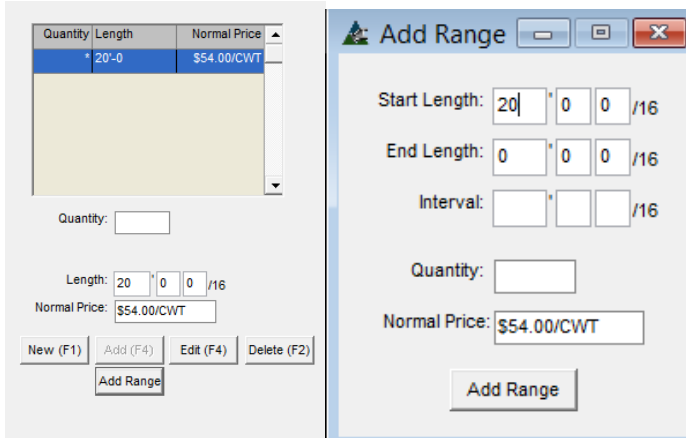 Quantity Length Normal Price
* 20'-0 $54.00/CWT
Quantity:
Length: 20 ' 0 0 /16
Normal Price: $54.00/CWT
New (F1) Add (F4) Edit (F4) Delete (F2)
Add Range
Add Range
Start Length: 20 ' 0 0 /16
End Length: 0 ' 0 0 /16
Interval: ' /16
Quantity:
Normal Price: $54.00/CWT
Add Range